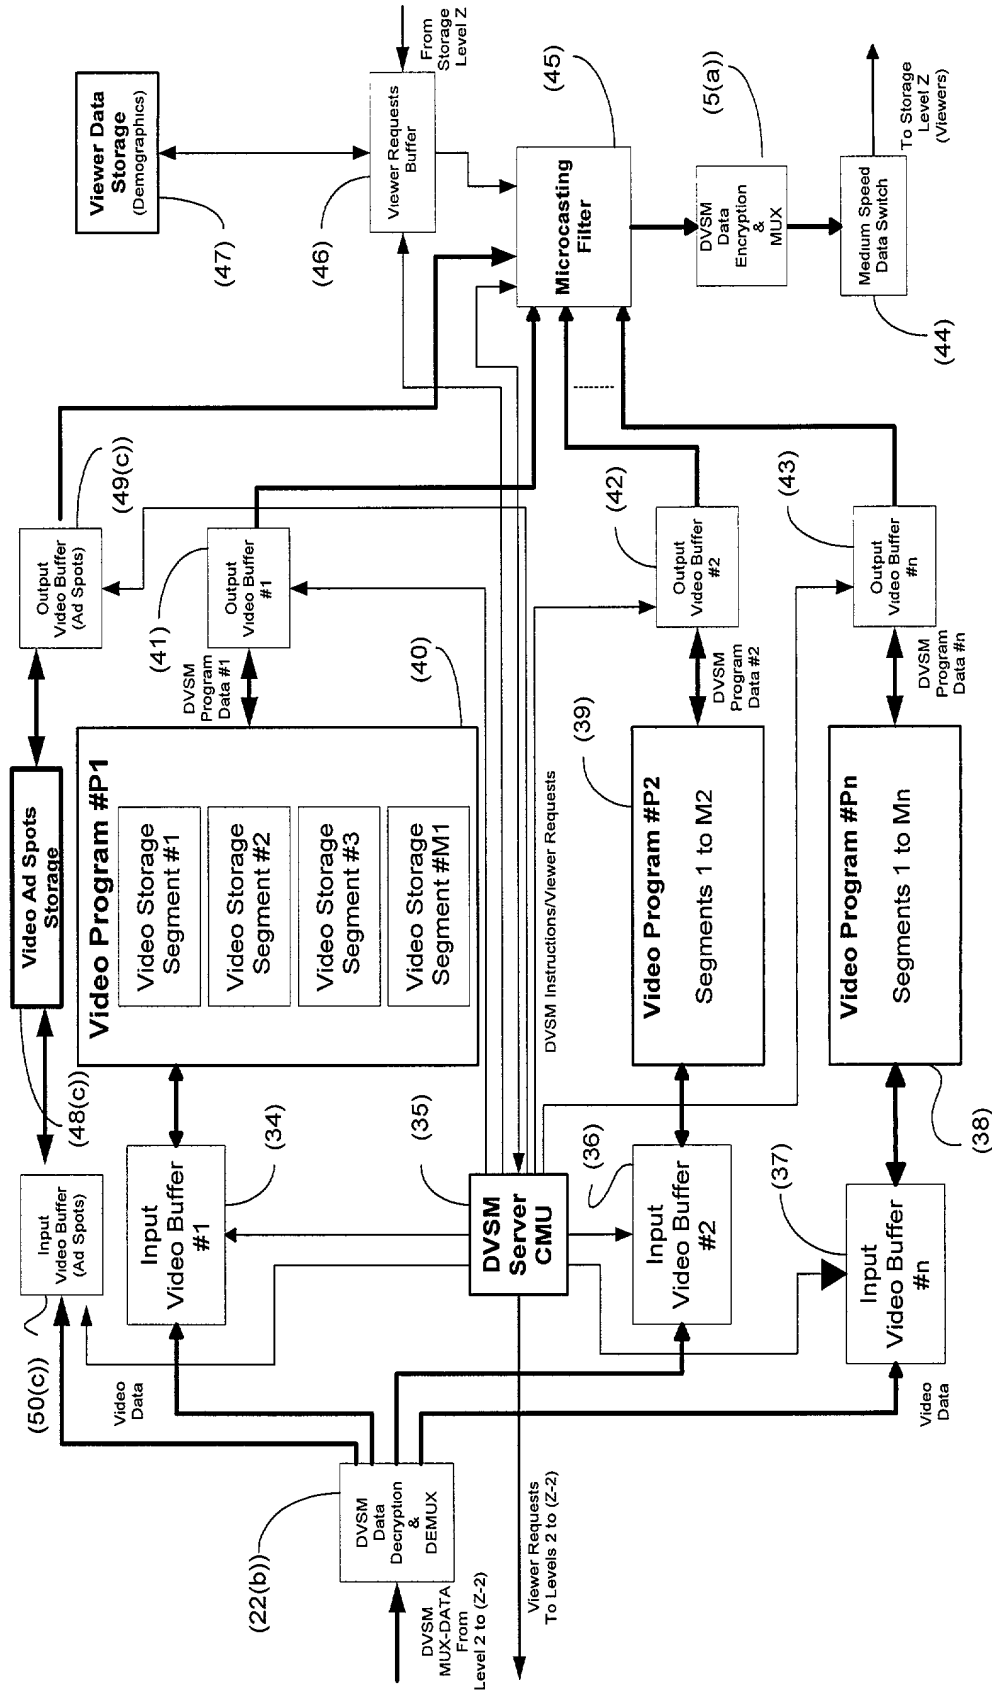 (50(c))
Input
Video Buffer
(Ad Spots)
(48(c))
Video Ad Spots
Storage
Output
Video Buffer
(Ad Spots)
(49(c))
Viewer Data
Storage
(Demographics)
(47)
Video
Data
Input
Video Buffer
#1
(34)
Video Program #P1
Video Storage
Segment #1
Video Storage
Segment #2
Video Storage
Segment #3
Video Storage
Segment #M1
(40)
DVSM
Program
Data #1
(41)
Output
Video Buffer
#1
(46)
Viewer Requests
Buffer
From
Storage
Level Z
(22(b))
DVSM
Data
Decryption
&
DEMUX
DVSM
MUX-DATA
From
Level 2 to (Z-2)
(35)
DVSM
Server
CMU
Viewer Requests
To Levels 2 to (Z-2)
DVSM Instructions/Viewer Requests
Microcasting
Filter
(45)
(36)
Input
Video Buffer
#2
(39)
Video Program #P2
Segments 1 to M2
DVSM
Program
Data #2
(42)
Output
Video Buffer
#2
DVSM
Data
Encryption
&
MUX
(5(a))
(37)
Input
Video Buffer
#n
Video
Data
Video Program #Pn
Segments 1 to Mn
(38)
DVSM
Program
Data #n
(43)
Output
Video Buffer
#n
(44)
Medium Speed
Data Switch
To Storage
Level Z
(Viewers)